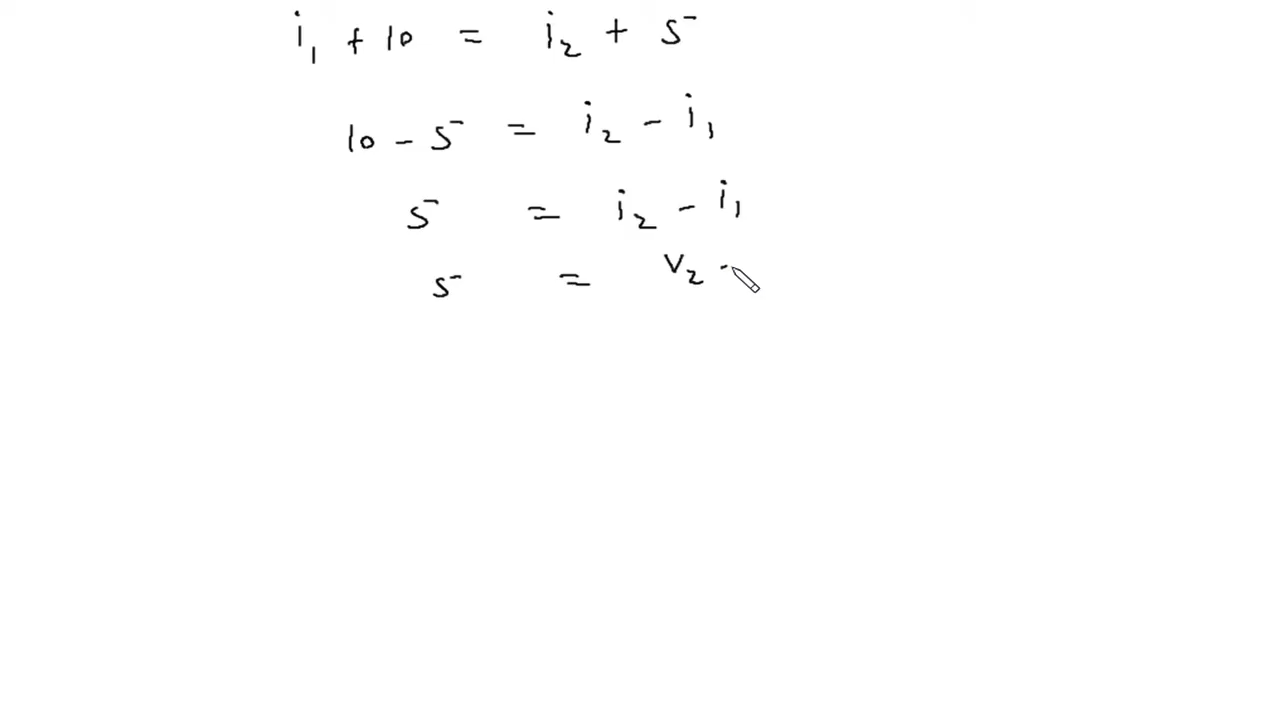 i₁ + 10 = i₂ + 5
10 - 5 = i₂ - i₁
5 = i₂ - i₁
5 = V₂ -